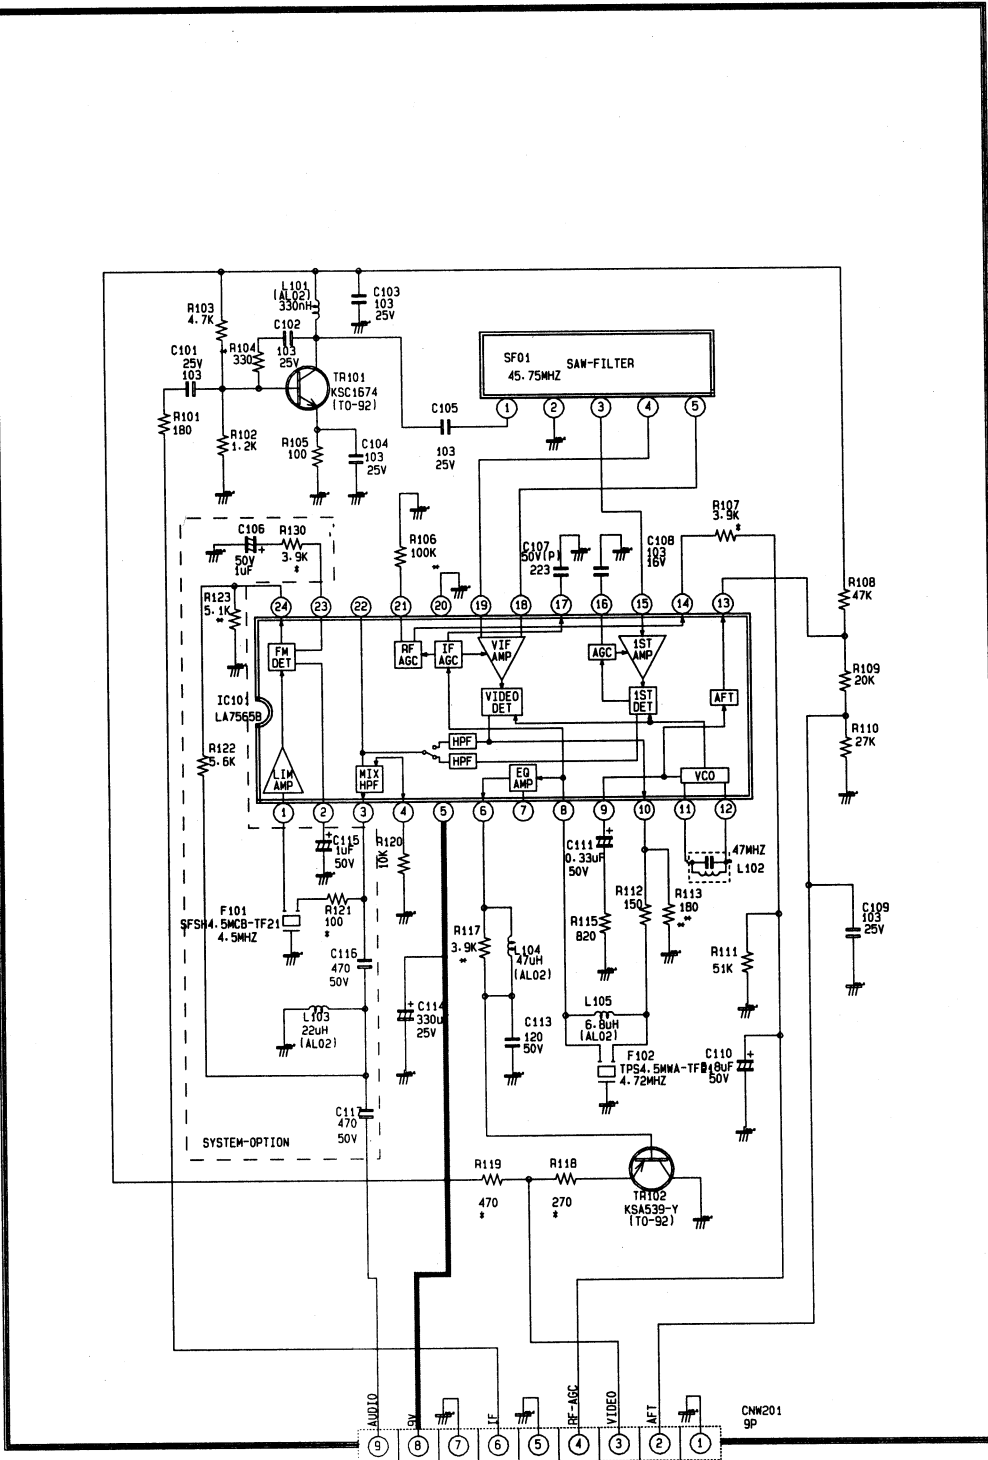 L101
(AL02)
330nH
C103
103
25V
R103
4.7K
*
C102
103
25V
R104
330
C101
25V
103
TR101
KSC1674
(TO-92)
R101
180
R102
1.2K
R105
100
C104
103
25V
C105
103
25V
SF01
45.75MHZ
SAW-FILTER
1
2
3
4
5
R107
3.9K
*
C106
50V
1uF
+
R130
3.9K
*
R106
100K
**
C107
50V(P)
223
C108
103
16V
R123
5.1K
**
R108
47K
24
23
22
21
20
19
18
17
16
15
14
13
FM
DET
RF
AGC
IF
AGC
VIF
AMP
AGC
1ST
AMP
R109
20K
IC101
LA7565B
VIDEO
DET
1ST
DET
AFT
R110
27K
HPF
HPF
R122
5.6K
LIM
AMP
MIX
HPF
EQ
AMP
VCO
1
2
3
4
5
6
7
8
9
10
11
12
C115
1uF
50V
+
R120
10K
C111
0.33uF
50V
+
47MHZ
L102
F101
SFSH4.5MCB-TF21
4.5MHZ
R121
100
*
R117
3.9K
**
L104
47uH
(AL02)
R115
820
R112
150
R113
180
**
C109
103
25V
R111
51K
C116
470
50V
L103
22uH
(AL02)
C114
330u
25V
+
C113
120
50V
L105
6.8uH
(AL02)
F102
TPS4.5MWA-TF
4.72MHZ
C110
50V
+
C117
470
50V
SYSTEM-OPTION
R119
470
*
R118
270
*
TR102
KSA539-Y
(TO-92)
AUDIO
9V
IF
RF-AGC
VIDEO
AFT
CNW201
9P
9
8
7
6
5
4
3
2
1